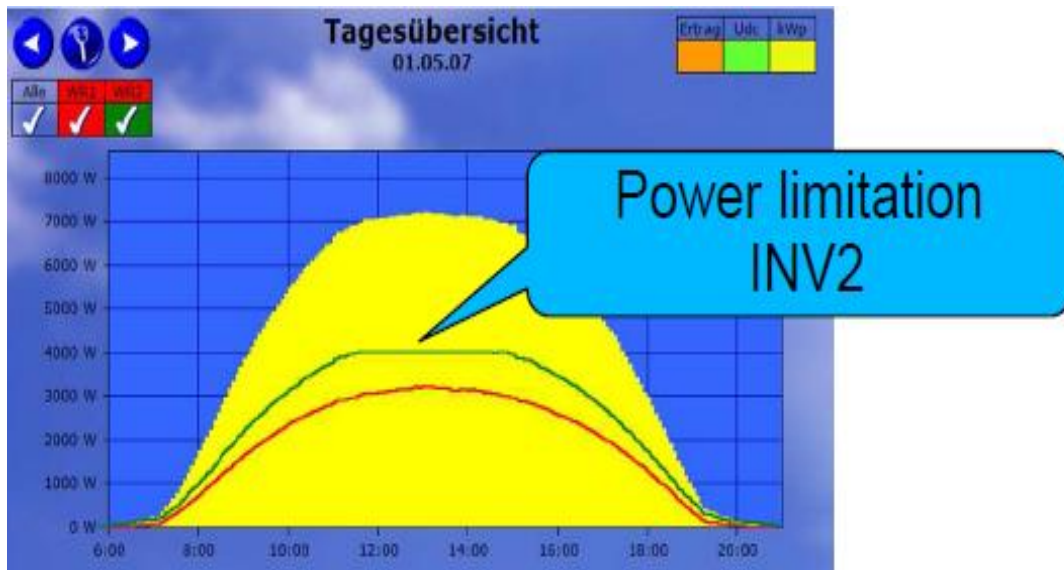 Tagesübersicht
01.05.07
Ertrag Udc kWp
Alle WR1 WR2
Power limitation
INV2
8000 W
7000 W
6000 W
5000 W
4000 W
3000 W
2000 W
1000 W
0 W
6:00 8:00 10:00 12:00 14:00 16:00 18:00 20:00